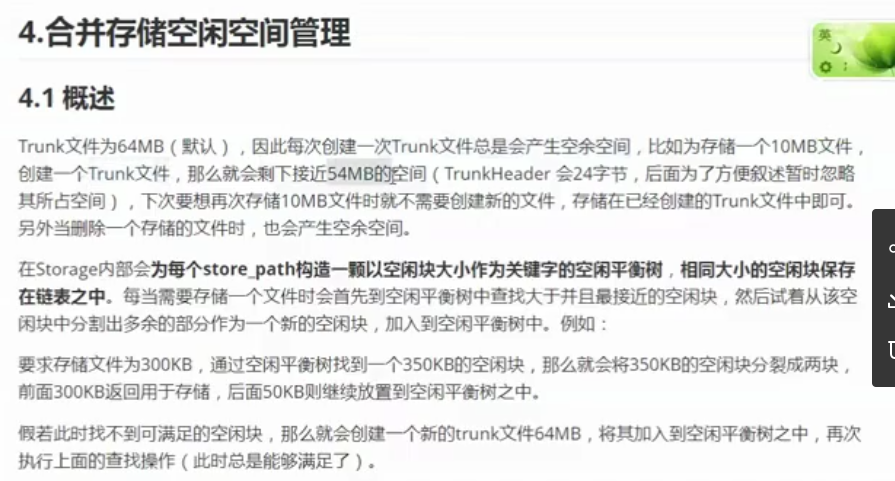 4.合并存储空闲空间管理
英
4.1 概述
Trunk文件为64MB（默认），因此每次创建一次Trunk文件总是会产生空余空间，比如为存储一个10MB文件，
创建一个Trunk文件，那么就会剩下接近54MB的空间（TrunkHeader 会24字节，后面为了方便叙述暂时忽略
其所占空间），下次要想再次存储10MB文件时就不需要创建新的文件，存储在已经创建的Trunk文件中即可。
另外当删除一个存储的文件时，也会产生空余空间。
在Storage内部会为每个store_path构造一颗以空闲块大小作为关键字的空闲平衡树，相同大小的空闲块保存
在链表之中。每当需要存储一个文件时会首先到空闲平衡树中查找大于并且最接近的空闲块，然后试着从该空
闲块中分割出多余的部分作为一个新的空闲块，加入到空闲平衡树中。例如：
要求存储文件为300KB，通过空闲平衡树找到一个350KB的空闲块，那么就会将350KB的空闲块分裂成两块，
前面300KB返回用于存储，后面50KB则继续放置到空闲平衡树之中。
假若此时找不到可满足的空闲块，那么就会创建一个新的trunk文件64MB，将其加入到空闲平衡树之中，再次
执行上面的查找操作（此时总是能够满足了）。